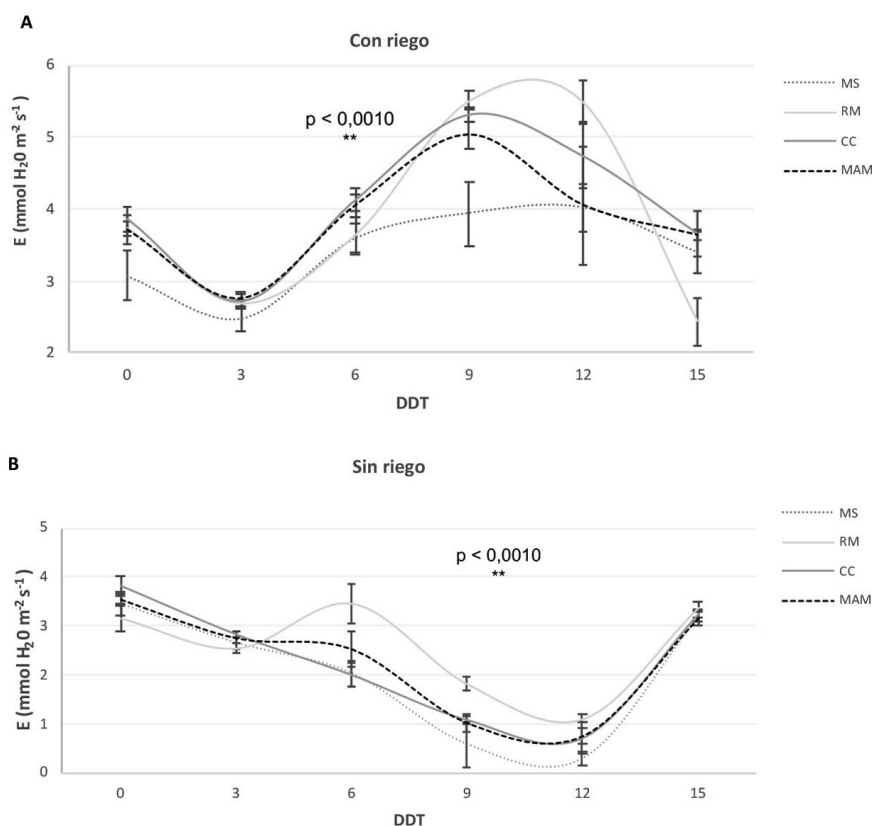 A
Con riego
6
5
4
3
2
E (mmol H₂0 m⁻² s⁻¹)
p < 0,0010
**
0 3 6 9 12 15
DDT
MS
RM
CC
MAM
B
Sin riego
5
4
3
2
1
0
E (mmol H₂0 m⁻² s⁻¹)
p < 0,0010
**
0 3 6 9 12 15
DDT
MS
RM
CC
MAM